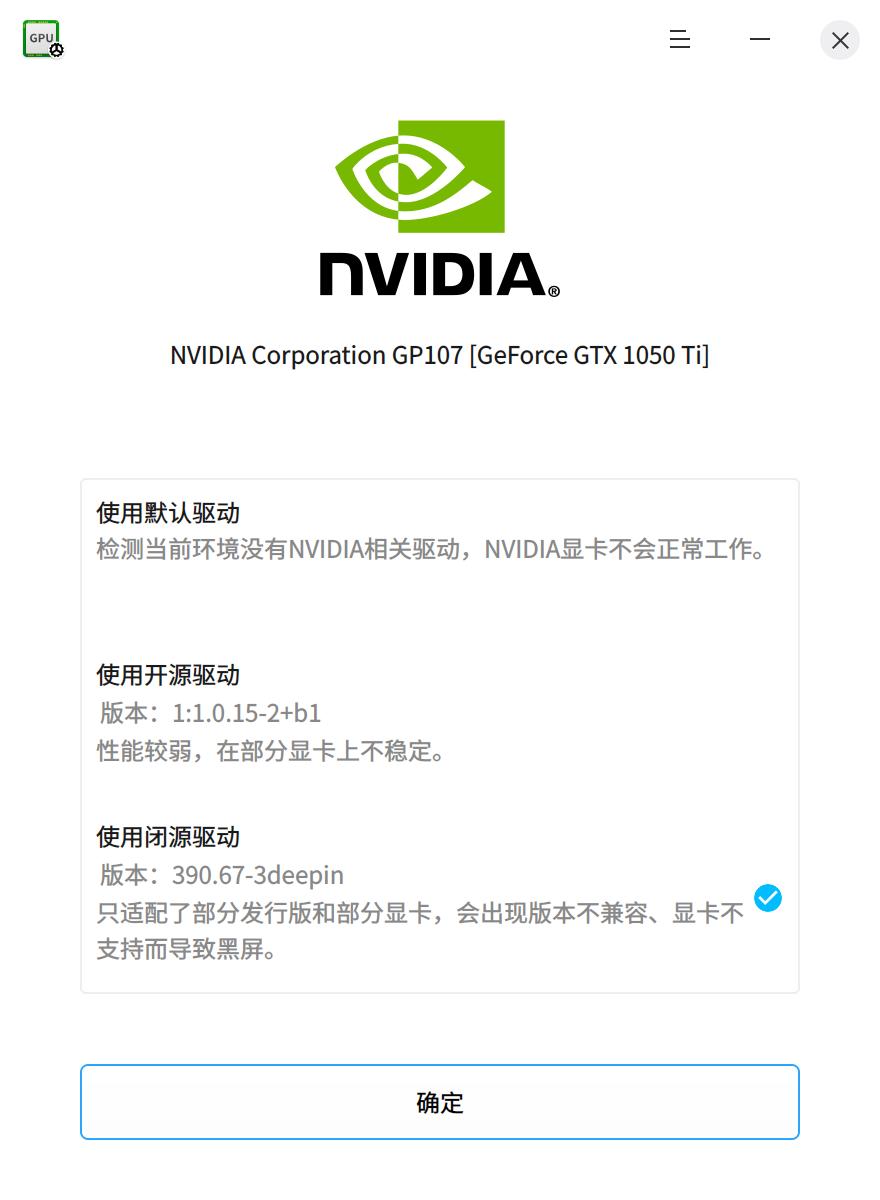 GPU
NVIDIA®
NVIDIA Corporation GP107 [GeForce GTX 1050 Ti]
使用默认驱动
检测当前环境没有NVIDIA相关驱动，NVIDIA显卡不会正常工作。
使用开源驱动
版本：1:1.0.15-2+b1
性能较弱，在部分显卡上不稳定。
使用闭源驱动
版本：390.67-3deepin
只适配了部分发行版和部分显卡，会出现版本不兼容、显卡不
支持而导致黑屏。
确定